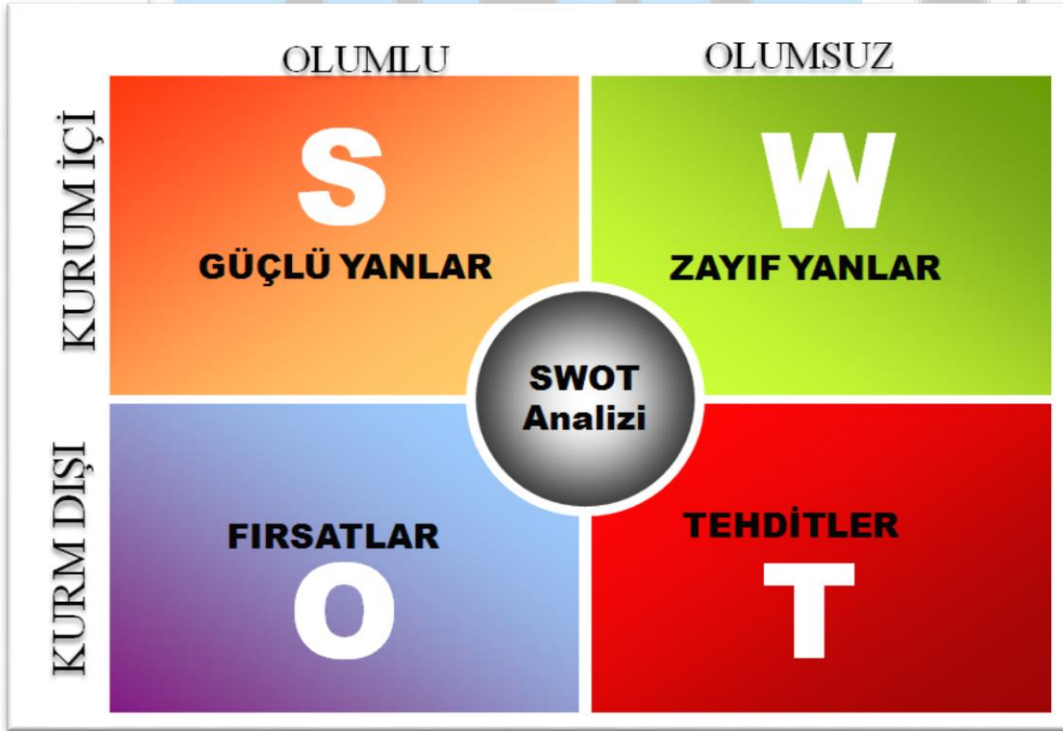 OLUMLU
OLUMSUZ
KURUM İÇİ
S
GÜÇLÜ YANLAR
W
ZAYIF YANLAR
SWOT
Analizi
KURM DIŞI
FIRSATLAR
O
TEHDİTLER
T